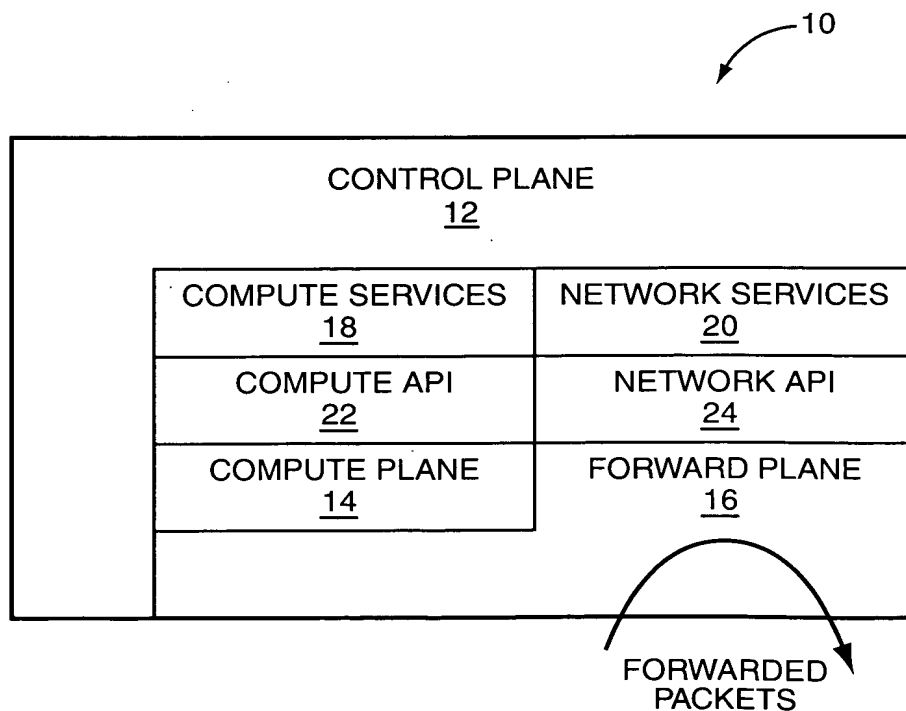 10
CONTROL PLANE
12
COMPUTE SERVICES
18
NETWORK SERVICES
20
COMPUTE API
22
NETWORK API
24
COMPUTE PLANE
14
FORWARD PLANE
16
FORWARDED
PACKETS